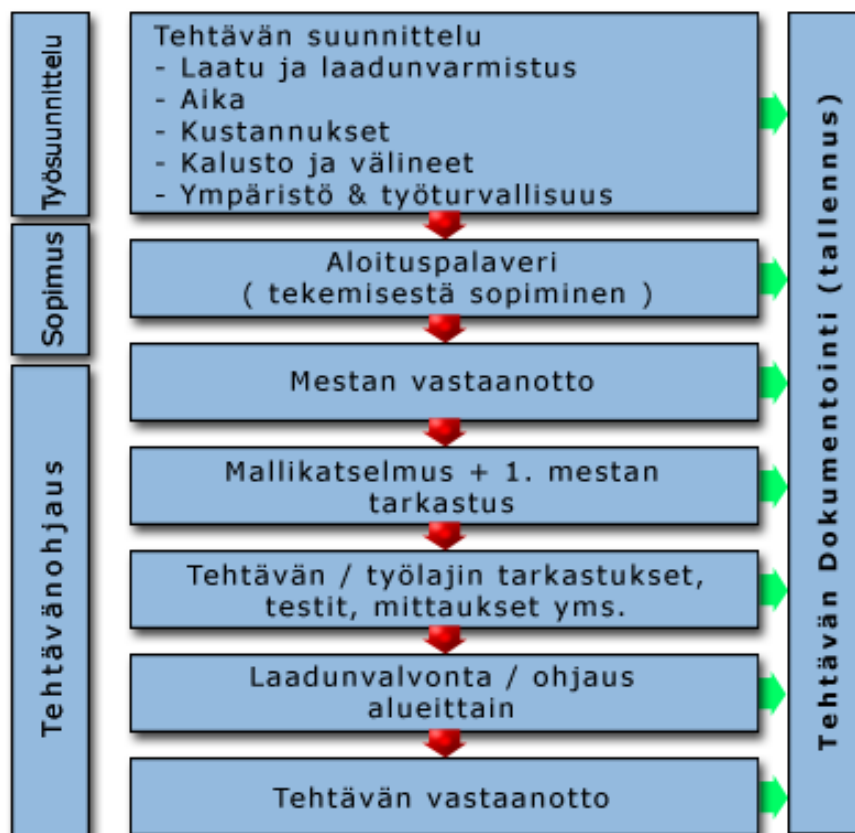 Työsuunnittelu
Tehtävän suunnittelu
- Laatu ja laadunvarmistus
- Aika
- Kustannukset
- Kalusto ja välineet
- Ympäristö & työturvallisuus
Sopimus
Aloituspalaveri
( tekemisestä sopiminen )
Tehtävänohjaus
Mestan vastaanotto
Mallikatselmus + 1. mestan
tarkastus
Tehtävän / työlajin tarkastukset,
testit, mittaukset yms.
Laadunvalvonta / ohjaus
alueittain
Tehtävän vastaanotto
Tehtävän Dokumentointi (tallennus)